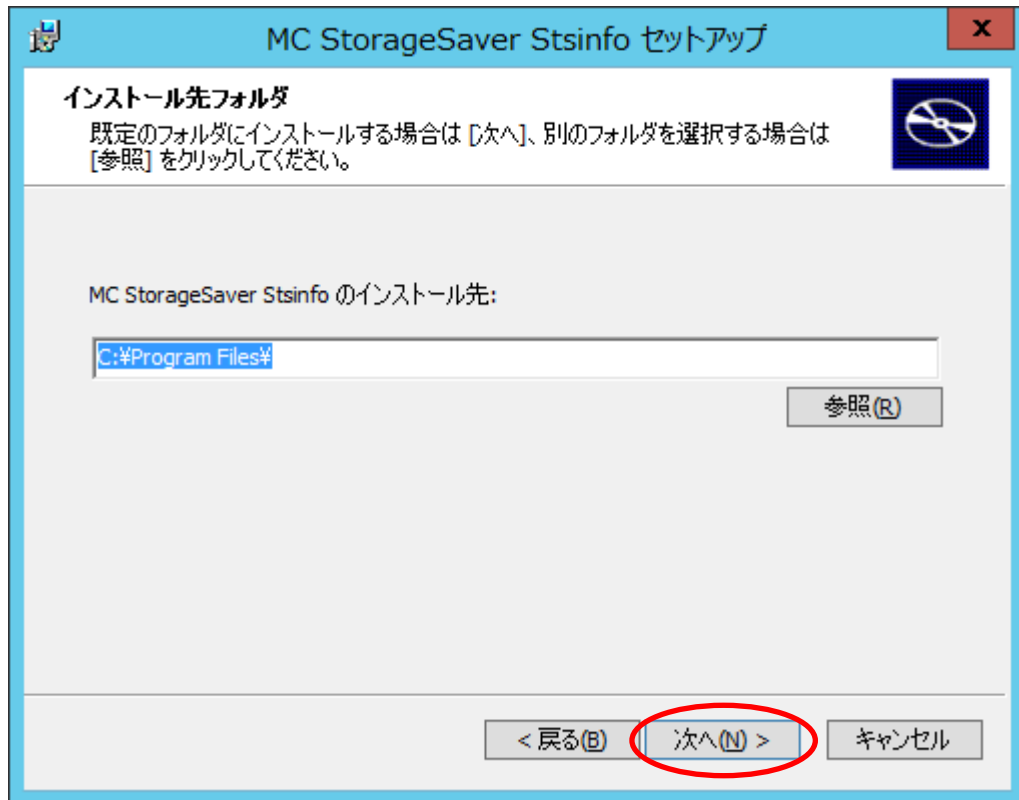 MC StorageSaver Stsinfo セットアップ
x
インストール先フォルダ
既定のフォルダにインストールする場合は [次へ]、別のフォルダを選択する場合は
[参照] をクリックしてください。
MC StorageSaver Stsinfo のインストール先:
C:¥Program Files¥
参照(R)
< 戻る(B) 次へ(N) > キャンセル